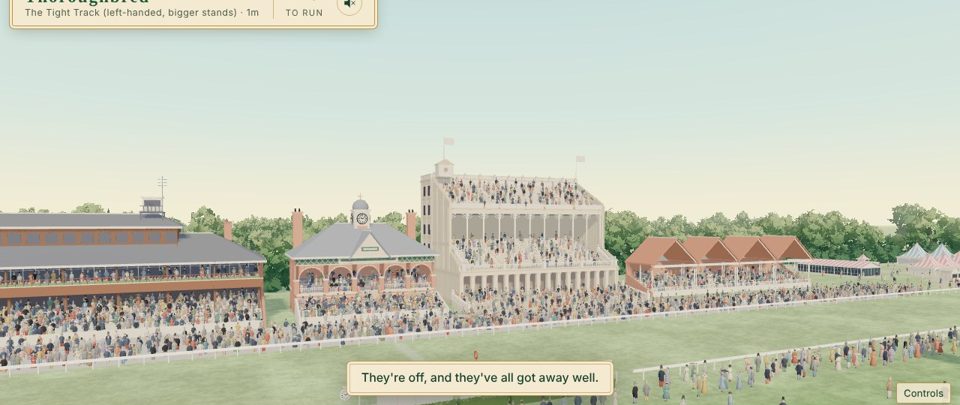 Thoroughbred
The Tight Track (left-handed, bigger stands) · 1m
TO RUN
They're off, and they've all got away well.
Controls